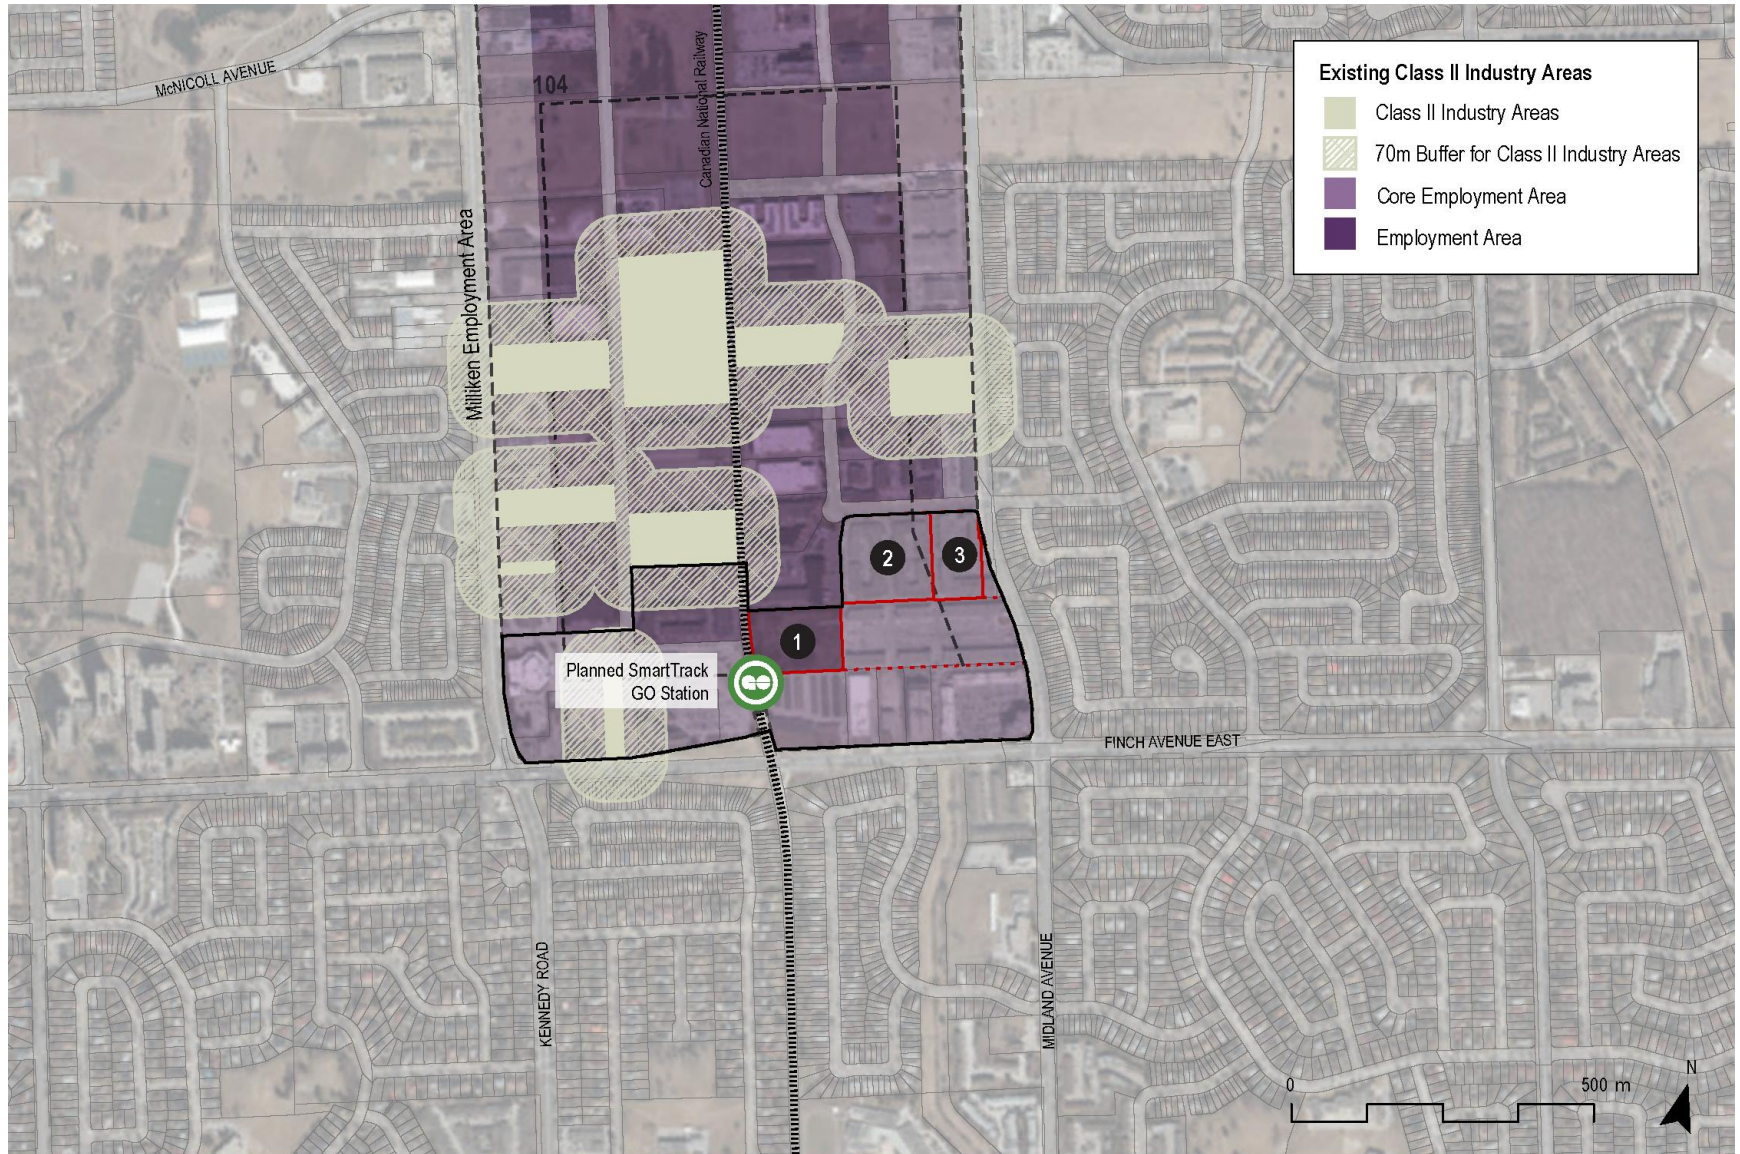 McNICOLL AVENUE
104
Canadian National Railway
Milliken Employment Area
Existing Class II Industry Areas
Class II Industry Areas
70m Buffer for Class II Industry Areas
Core Employment Area
Employment Area
2
3
1
Planned SmartTrack
GO Station
FINCH AVENUE EAST
KENNEDY ROAD
MIDLAND AVENUE
N
0
500 m